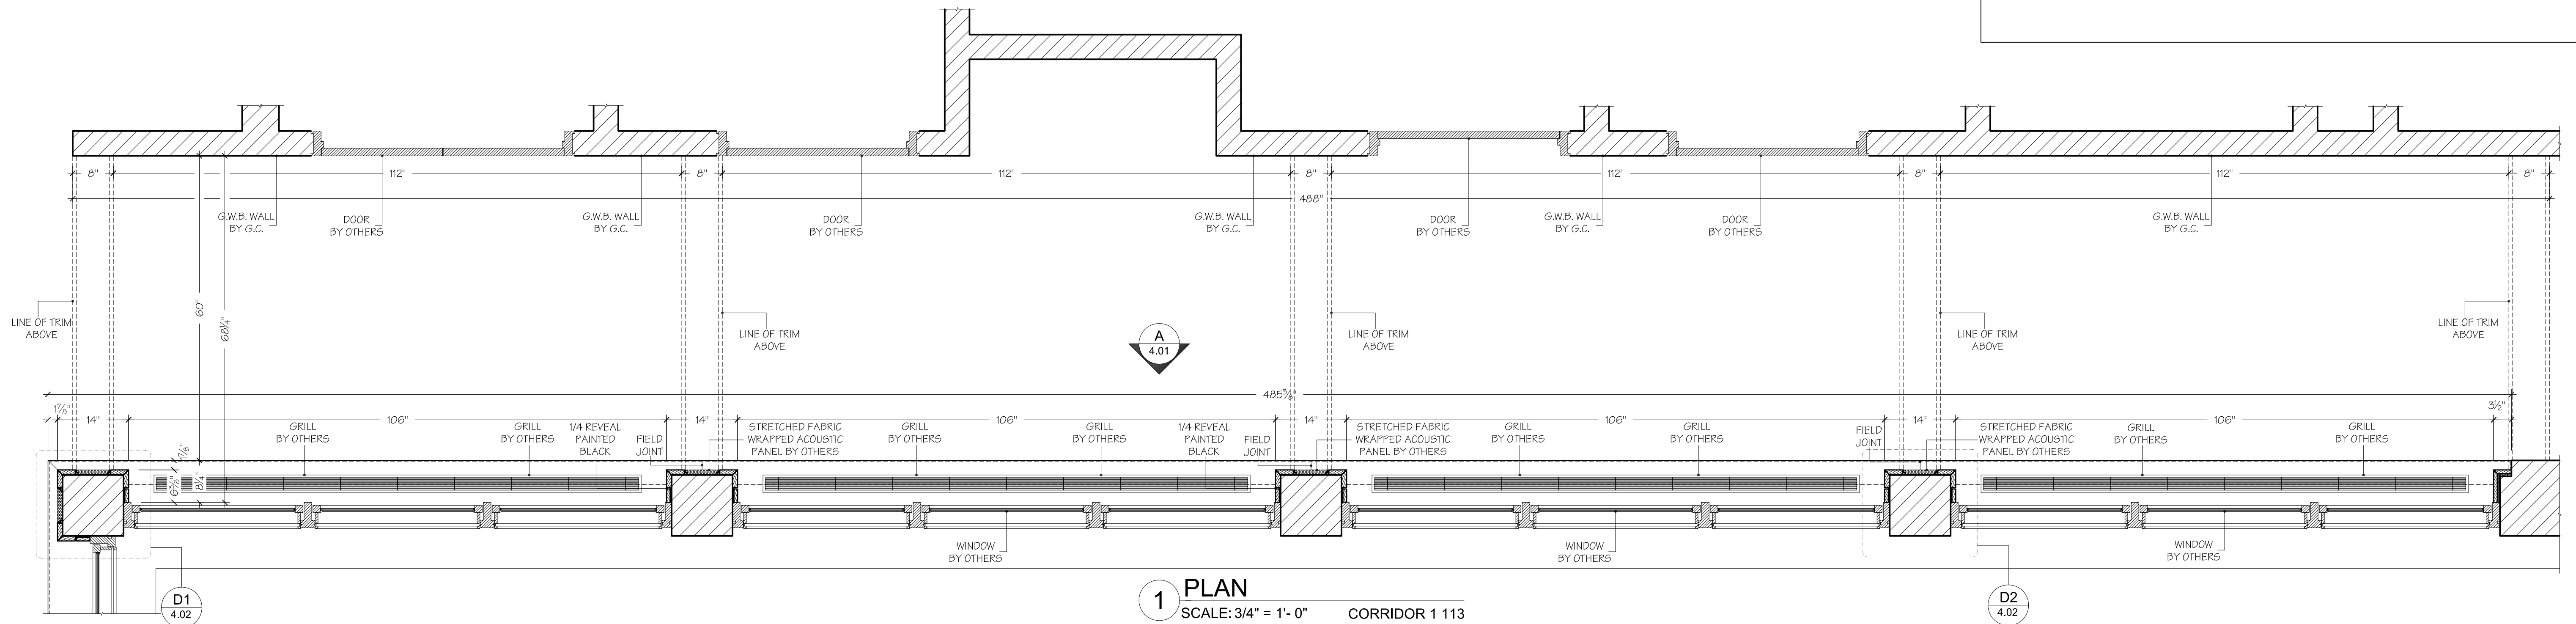 8"
112"
8"
112"
8"
112"
8"
112"
8"
488"
G.W.B. WALL
BY G.C.
DOOR
BY OTHERS
G.W.B. WALL
BY G.C.
DOOR
BY OTHERS
G.W.B. WALL
BY G.C.
DOOR
BY OTHERS
G.W.B. WALL
BY G.C.
DOOR
BY OTHERS
G.W.B. WALL
BY G.C.
60"
68¼"
LINE OF TRIM
ABOVE
LINE OF TRIM
ABOVE
A
4.01
LINE OF TRIM
ABOVE
LINE OF TRIM
ABOVE
LINE OF TRIM
ABOVE
485⅜"
1⅞"
14"
106"
14"
106"
14"
106"
14"
106"
3½"
GRILL
BY OTHERS
GRILL
BY OTHERS
1/4 REVEAL
PAINTED
BLACK
FIELD
JOINT
STRETCHED FABRIC
WRAPPED ACOUSTIC
PANEL BY OTHERS
GRILL
BY OTHERS
GRILL
BY OTHERS
1/4 REVEAL
PAINTED
BLACK
FIELD
JOINT
STRETCHED FABRIC
WRAPPED ACOUSTIC
PANEL BY OTHERS
GRILL
BY OTHERS
GRILL
BY OTHERS
FIELD
JOINT
STRETCHED FABRIC
WRAPPED ACOUSTIC
PANEL BY OTHERS
GRILL
BY OTHERS
GRILL
BY OTHERS
1⅞"
6⅜"
8¼"
WINDOW
BY OTHERS
WINDOW
BY OTHERS
WINDOW
BY OTHERS
D1
4.02
1
PLAN
SCALE: 3/4" = 1'- 0" CORRIDOR 1 113
D2
4.02